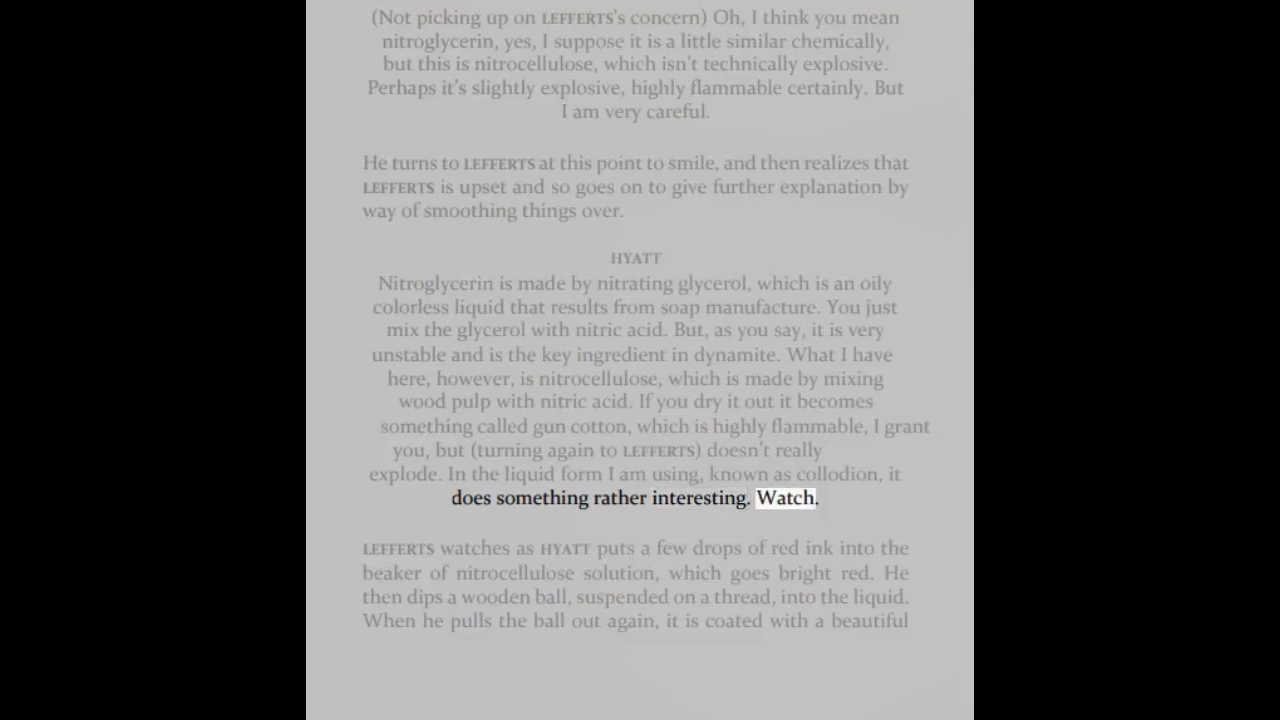 (Not picking up on LEFFERTS's concern) Oh, I think you mean
nitroglycerin, yes, I suppose it is a little similar chemically,
but this is nitrocellulose, which isn't technically explosive.
Perhaps it's slightly explosive, highly flammable certainly. But
I am very careful.
He turns to LEFFERTS at this point to smile, and then realizes that
LEFFERTS is upset and so goes on to give further explanation by
way of smoothing things over.
HYATT
Nitroglycerin is made by nitrating glycerol, which is an oily
colorless liquid that results from soap manufacture. You just
mix the glycerol with nitric acid. But, as you say, it is very
unstable and is the key ingredient in dynamite. What I have
here, however, is nitrocellulose, which is made by mixing
wood pulp with nitric acid. If you dry it out it becomes
something called gun cotton, which is highly flammable, I grant
you, but (turning again to LEFFERTS) doesn't really
explode. In the liquid form I am using, known as collodion, it
does something rather interesting. Watch.
LEFFERTS watches as HYATT puts a few drops of red ink into the
beaker of nitrocellulose solution, which goes bright red. He
then dips a wooden ball, suspended on a thread, into the liquid.
When he pulls the ball out again, it is coated with a beautiful